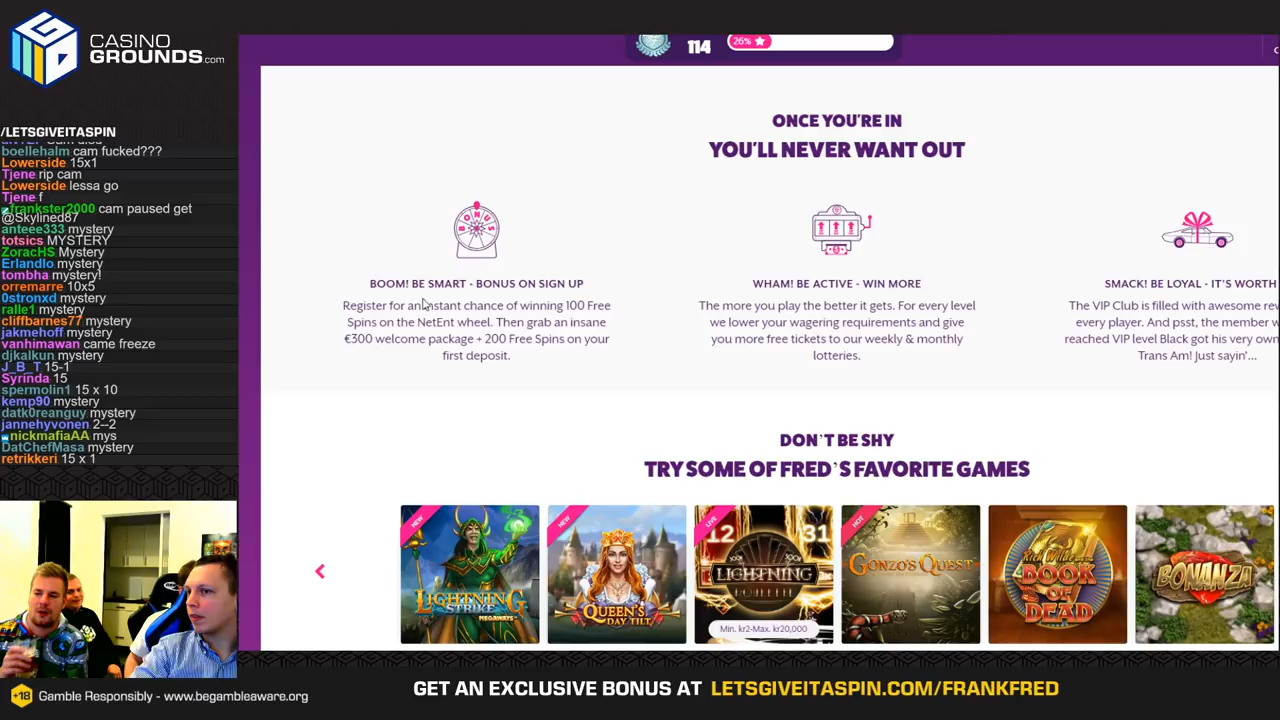 CASINO
GROUNDS.com
/LETSGIVEITASPIN
boellehalm cam fucked???
Lowerside 15x1
Tjene rip cam
Lowerside lessa go
Tjene f
frankster2000 cam paused get
@Skylined87
anteee333 mystery
totsics MYSTERY
ZoracHS Mystery
Erlandlo mystery
tombha mystery!
orremarre 10x5
0stronxd mystery
ralle1 mystery
cliffbarnes77 mystery
jakmehoff mystery
vanhimawan came freeze
djkalkun mystery
J_B_T 15-1
Syrinda 15
spermolin1 15 x 10
kemp90 mystery
datk0reanguy mystery
jannehyvonen 2--2
nickmafiaAA mys
DatChefMasa mystery
retrikkeri 15 x 1
114
26%
ONCE YOU'RE IN
YOU'LL NEVER WANT OUT
BONUS
BOOM! BE SMART - BONUS ON SIGN UP
Register for an instant chance of winning 100 Free
Spins on the NetEnt wheel. Then grab an insane
€300 welcome package + 200 Free Spins on your
first deposit.
WHAM! BE ACTIVE - WIN MORE
The more you play the better it gets. For every level
we lower your wagering requirements and give
you more free tickets to our weekly & monthly
lotteries.
SMACK! BE LOYAL - IT'S WORTH
The VIP Club is filled with awesome
every player. And psst, the member
reached VIP level Black got his very own
Trans Am! Just sayin'...
DON'T BE SHY
TRY SOME OF FRED'S FAVORITE GAMES
NEW
LIGHTNING
STRIKE
MEGAWAYS
NEW
QUEEN'S
DAY TILT
LIVE
12 31
LIGHTNING
ROULETTE
Min. kr2-Max. kr20,000
HOT
GONZO'S QUEST
Rich Wilde
BOOK
OF
DEAD
BONANZA
+18 Gamble Responsibly - www.begambleaware.org
GET AN EXCLUSIVE BONUS AT LETSGIVEITASPIN.COM/FRANKFRED